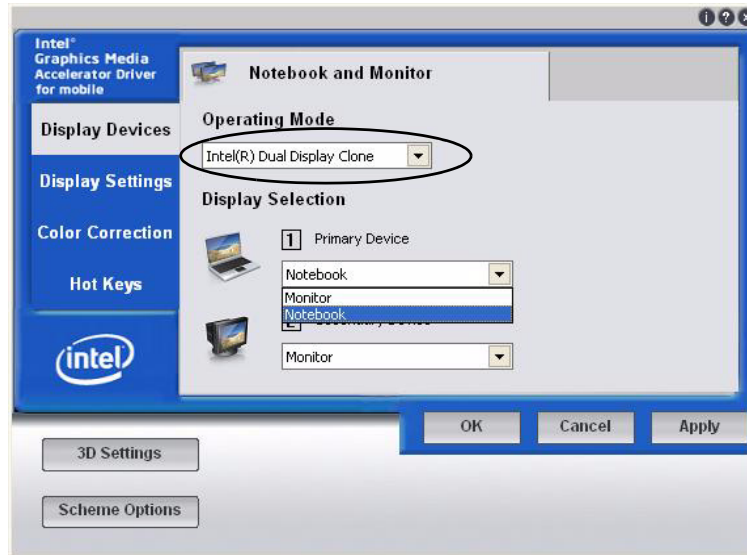 Intel®
Graphics Media
Accelerator Driver
for mobile
Notebook and Monitor
Display Devices
Display Settings
Color Correction
Hot Keys
intel
Operating Mode
Intel(R) Dual Display Clone
Display Selection
1 Primary Device
Notebook
Monitor
Notebook
Monitor
OK
Cancel
Apply
3D Settings
Scheme Options